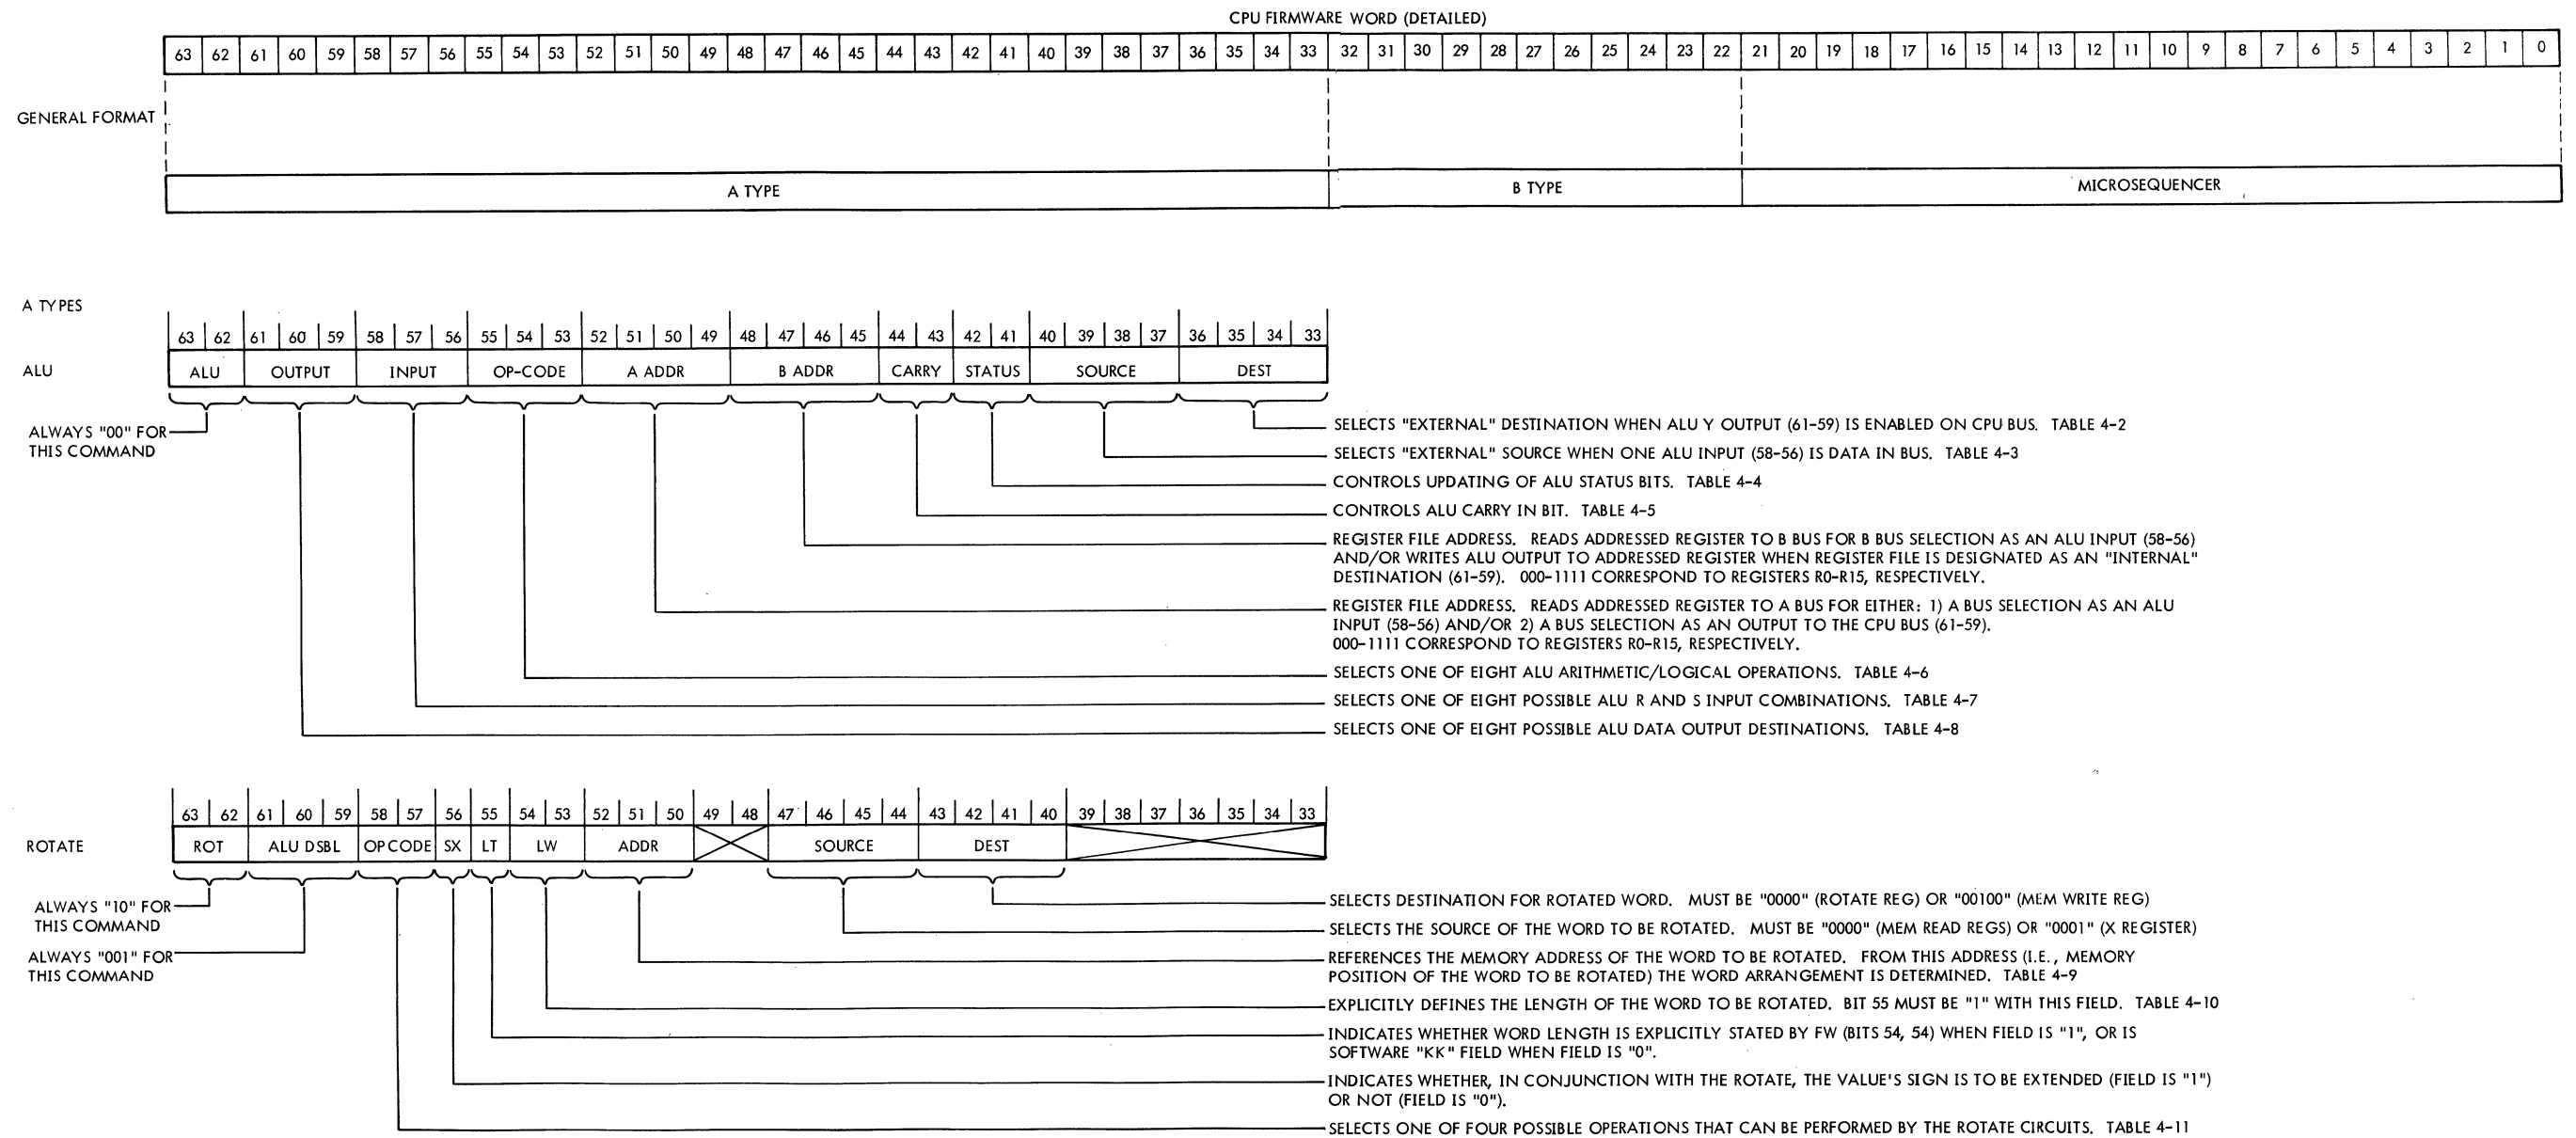 CPU FIRMWARE WORD (DETAILED)
63 62 61 60 59 58 57 56 55 54 53 52 51 50 49 48 47 46 45 44 43 42 41 40 39 38 37 36 35 34 33 32 31 30 29 28 27 26 25 24 23 22 21 20 19 18 17 16 15 14 13 12 11 10 9 8 7 6 5 4 3 2 1 0
GENERAL FORMAT
A TYPE B TYPE MICROSEQUENCER
A TYPES
63 62 61 60 59 58 57 56 55 54 53 52 51 50 49 48 47 46 45 44 43 42 41 40 39 38 37 36 35 34 33
ALU ALU OUTPUT INPUT OP-CODE A ADDR B ADDR CARRY STATUS SOURCE DEST
ALWAYS "00" FOR
THIS COMMAND
SELECTS "EXTERNAL" DESTINATION WHEN ALU Y OUTPUT (61-59) IS ENABLED ON CPU BUS. TABLE 4-2
SELECTS "EXTERNAL" SOURCE WHEN ONE ALU INPUT (58-56) IS DATA IN BUS. TABLE 4-3
CONTROLS UPDATING OF ALU STATUS BITS. TABLE 4-4
CONTROLS ALU CARRY IN BIT. TABLE 4-5
REGISTER FILE ADDRESS. READS ADDRESSED REGISTER TO B BUS FOR B BUS SELECTION AS AN ALU INPUT (58-56)
AND/OR WRITES ALU OUTPUT TO ADDRESSED REGISTER WHEN REGISTER FILE IS DESIGNATED AS AN "INTERNAL"
DESTINATION (61-59). 000-1111 CORRESPOND TO REGISTERS R0-R15, RESPECTIVELY.
REGISTER FILE ADDRESS. READS ADDRESSED REGISTER TO A BUS FOR EITHER: 1) A BUS SELECTION AS AN ALU
INPUT (58-56) AND/OR 2) A BUS SELECTION AS AN OUTPUT TO THE CPU BUS (61-59).
000-1111 CORRESPOND TO REGISTERS R0-R15, RESPECTIVELY.
SELECTS ONE OF EIGHT ALU ARITHMETIC/LOGICAL OPERATIONS. TABLE 4-6
SELECTS ONE OF EIGHT POSSIBLE ALU R AND S INPUT COMBINATIONS. TABLE 4-7
SELECTS ONE OF EIGHT POSSIBLE ALU DATA OUTPUT DESTINATIONS. TABLE 4-8
63 62 61 60 59 58 57 56 55 54 53 52 51 50 49 48 47 46 45 44 43 42 41 40 39 38 37 36 35 34 33
ROTATE ROT ALU DSBL OPCODE SX LT LW ADDR SOURCE DEST
ALWAYS "10" FOR
THIS COMMAND
ALWAYS "001" FOR
THIS COMMAND
SELECTS DESTINATION FOR ROTATED WORD. MUST BE "0000" (ROTATE REG) OR "00100" (MEM WRITE REG)
SELECTS THE SOURCE OF THE WORD TO BE ROTATED. MUST BE "0000" (MEM READ REGS) OR "0001" (X REGISTER)
REFERENCES THE MEMORY ADDRESS OF THE WORD TO BE ROTATED. FROM THIS ADDRESS (I.E., MEMORY
POSITION OF THE WORD TO BE ROTATED) THE WORD ARRANGEMENT IS DETERMINED. TABLE 4-9
EXPLICITLY DEFINES THE LENGTH OF THE WORD TO BE ROTATED. BIT 55 MUST BE "1" WITH THIS FIELD. TABLE 4-10
INDICATES WHETHER WORD LENGTH IS EXPLICITLY STATED BY FW (BITS 54, 54) WHEN FIELD IS "1", OR IS
SOFTWARE "KK" FIELD WHEN FIELD IS "0".
INDICATES WHETHER, IN CONJUNCTION WITH THE ROTATE, THE VALUE'S SIGN IS TO BE EXTENDED (FIELD IS "1")
OR NOT (FIELD IS "0").
SELECTS ONE OF FOUR POSSIBLE OPERATIONS THAT CAN BE PERFORMED BY THE ROTATE CIRCUITS. TABLE 4-11